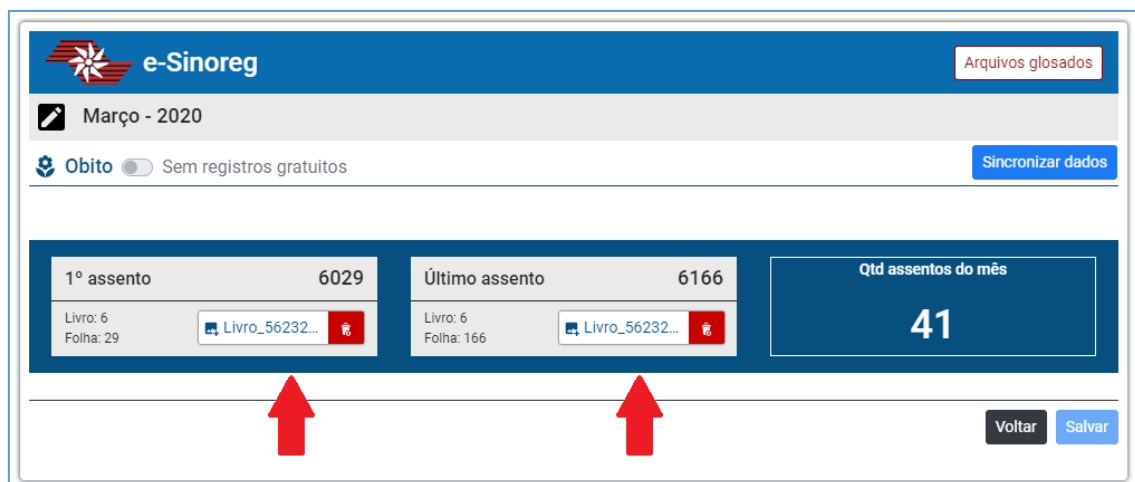 e-Sinoreg
Arquivos glosados
Março - 2020
Obito Sem registros gratuitos
Sincronizar dados
1º assento 6029
Livro: 6
Folha: 29
Livro_56232...
Último assento 6166
Livro: 6
Folha: 166
Livro_56232...
Qtd assentos do mês
41
Voltar Salvar